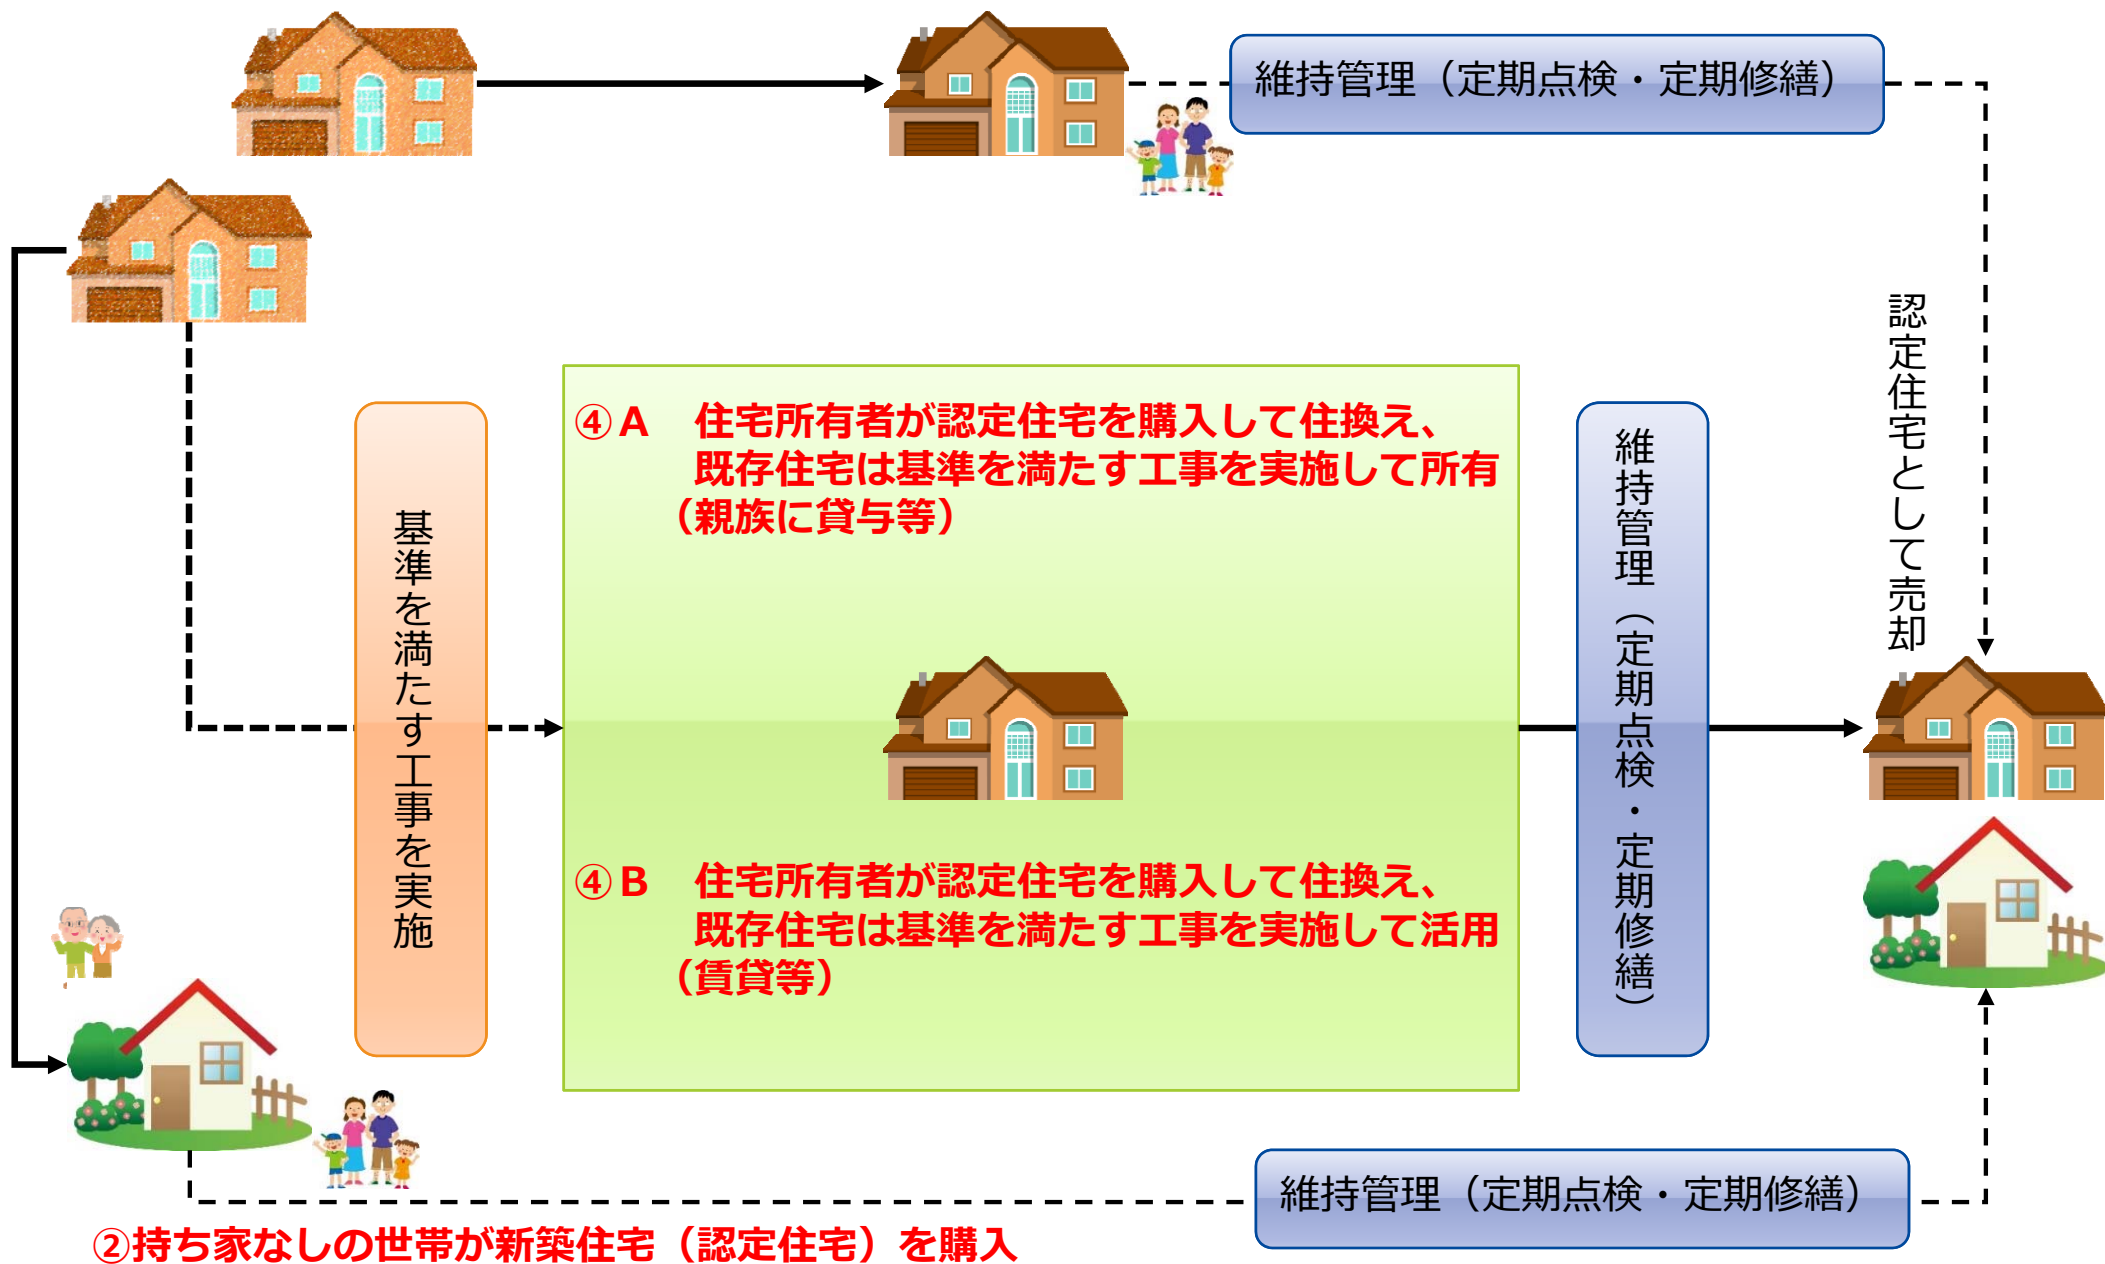 維持管理（定期点検・定期修繕）
認定住宅として売却
④Ａ　住宅所有者が認定住宅を購入して住換え、
既存住宅は基準を満たす工事を実施して所有
（親族に貸与等）
基準を満たす工事を実施
維持管理（定期点検・定期修繕）
④Ｂ　住宅所有者が認定住宅を購入して住換え、
既存住宅は基準を満たす工事を実施して活用
（賃貸等）
維持管理（定期点検・定期修繕）
②持ち家なしの世帯が新築住宅（認定住宅）を購入